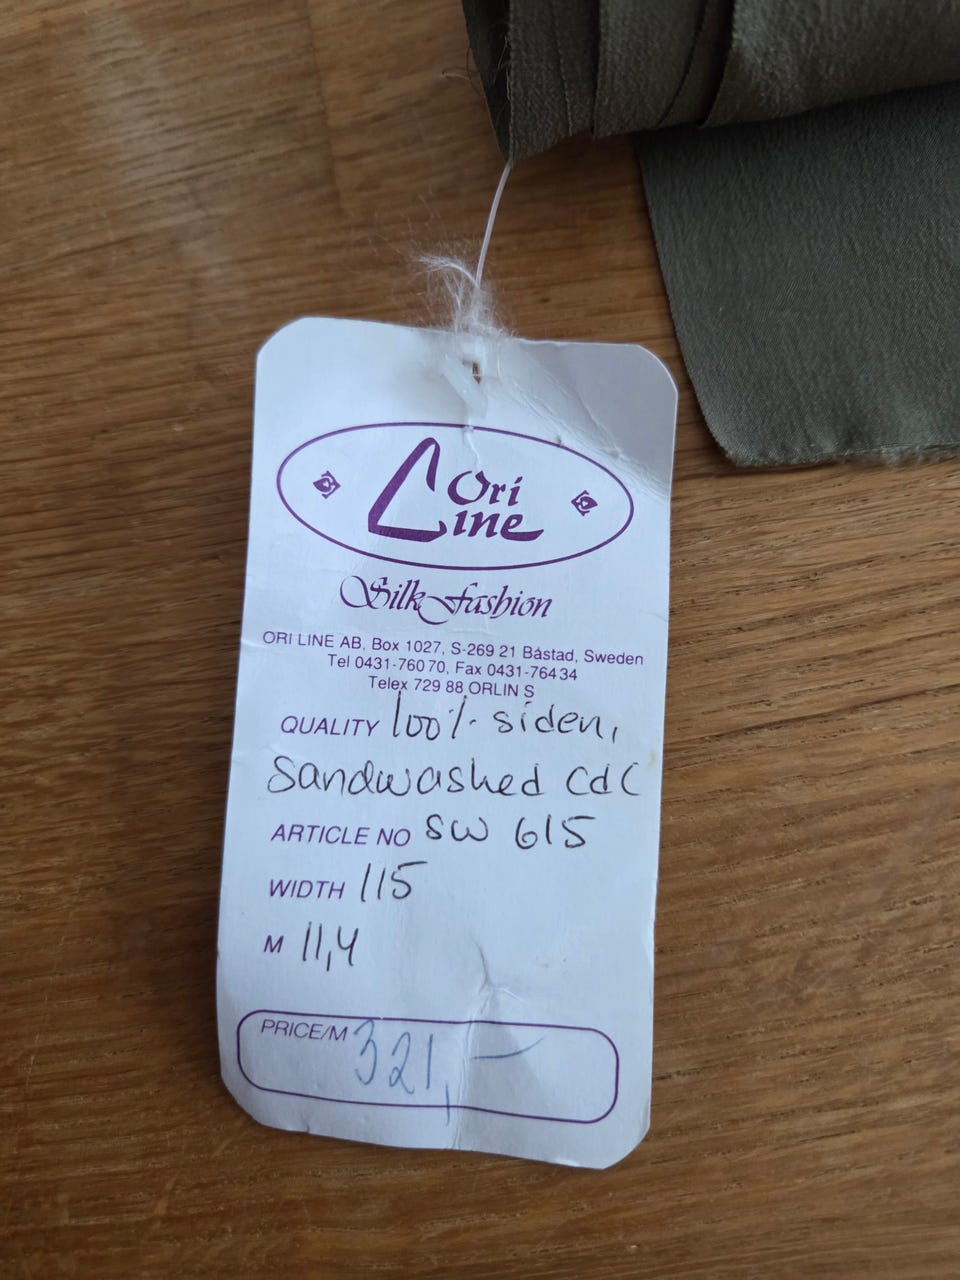 Ori
Line
Silk Fashion
ORI LINE AB, Box 1027, S-269 21 Båstad, Sweden
Tel 0431-760 70, Fax 0431-764 34
Telex 729 88 ORLIN S
QUALITY 100% siden,
Sandwashed CdC
ARTICLE NO SW 615
WIDTH 115
M 11,4
PRICE/M 321,-